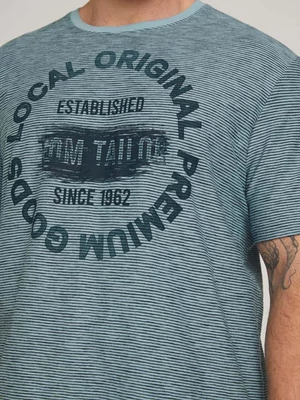 LOCAL ORIGINAL PREMIUM GOODS
ESTABLISHED
TOM TAILOR
SINCE 1962